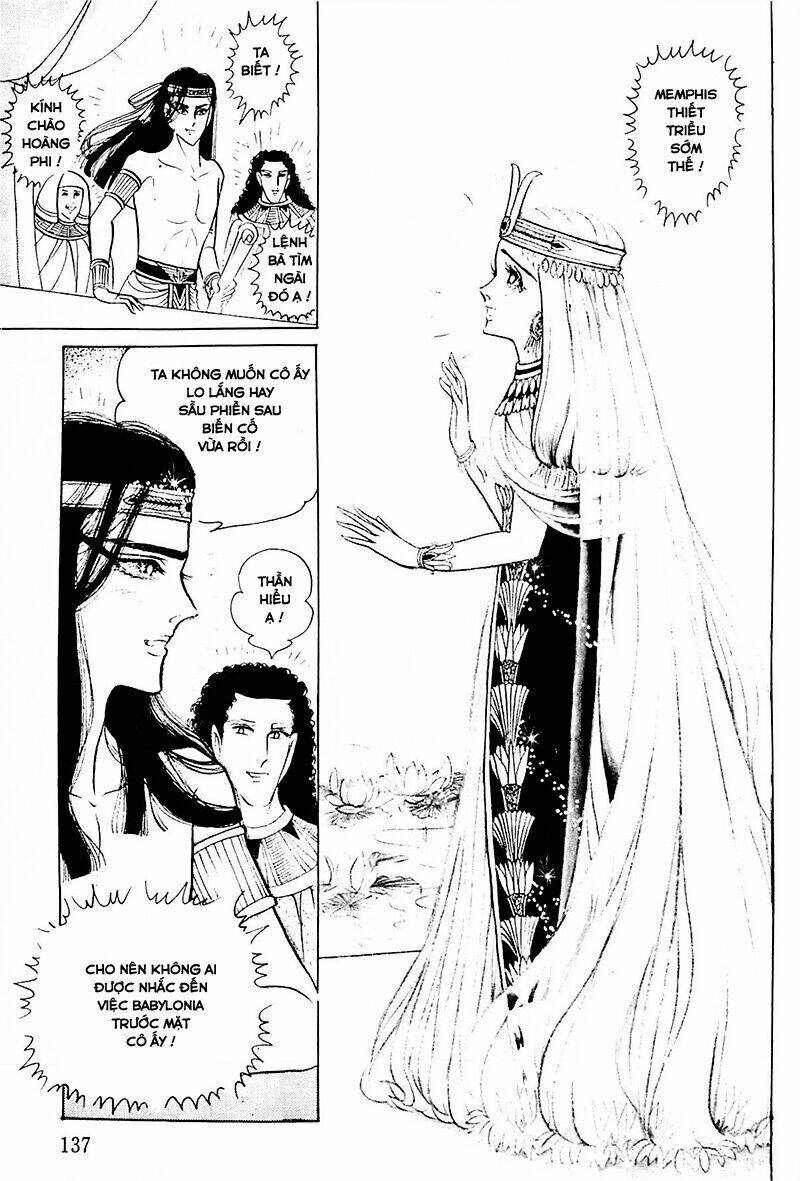 MEMPHIS
THIẾT
TRIỀU
SỚM
THẾ !
TA
BIẾT !
KÍNH
CHÀO
HOÀNG
PHI !
LỆNH
BÀ TÌM
NGÀI
ĐÓ Ạ !
TA KHÔNG MUỐN CÔ ẤY
LO LẮNG HAY
SẦU PHIỀN SAU
BIẾN CỐ
VỪA RỒI !
THẦN
HIỂU
Ạ !
CHO NÊN KHÔNG AI
ĐƯỢC NHẮC ĐẾN
VIỆC BABYLONIA
TRƯỚC MẶT
CÔ ẤY !
137